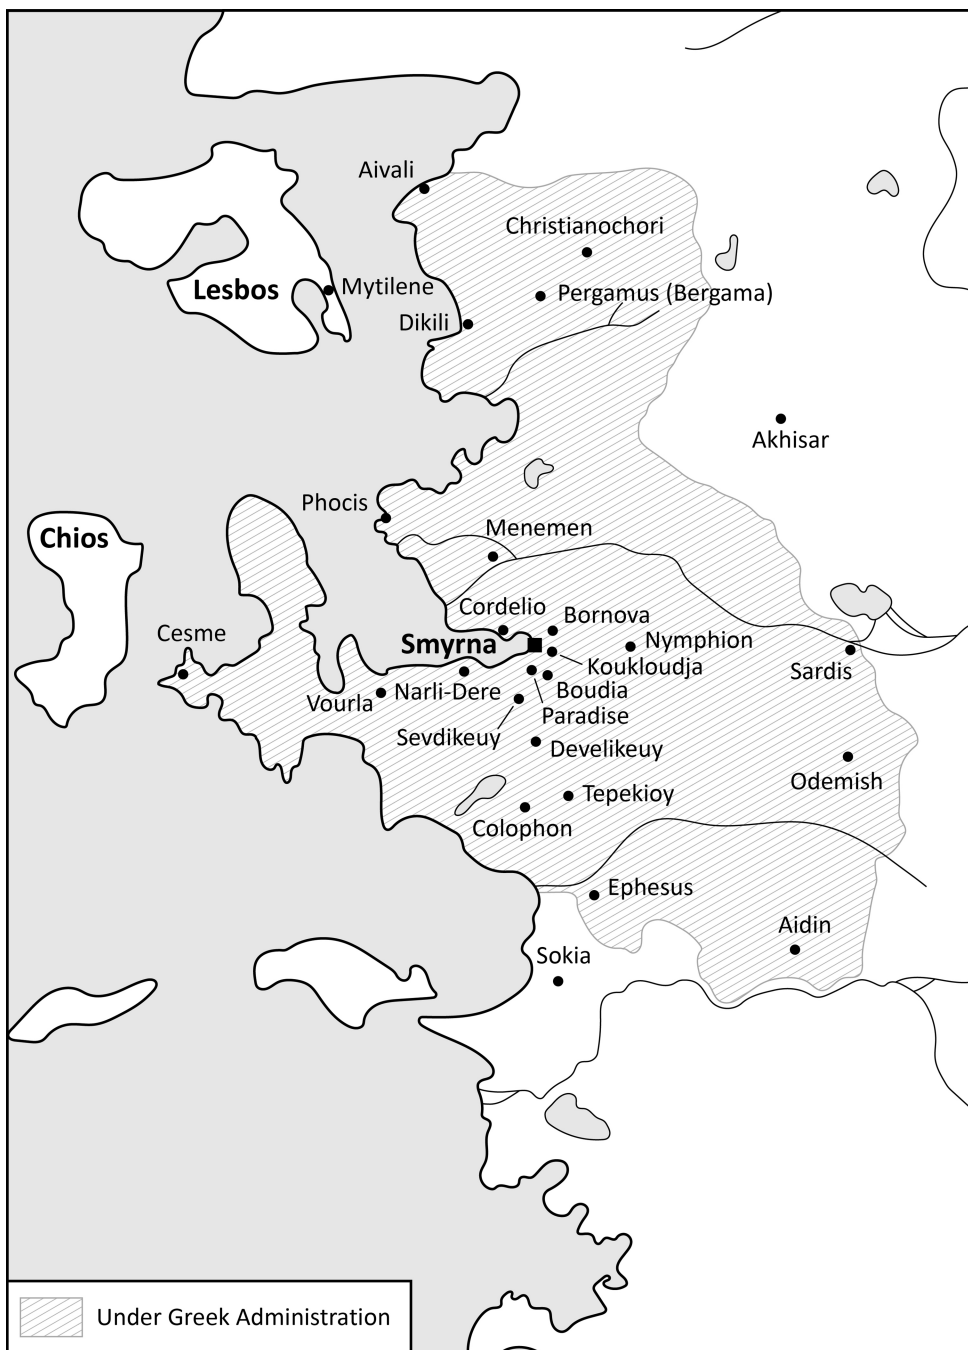 Aivali
Christianochori
Lesbos
Mytilene
Pergamus (Bergama)
Dikili
Akhisar
Phocis
Chios
Menemen
Cordelio
Bornova
Cesme
Smyrna
Nymphion
Koukloudja
Sardis
Vourla
Narli-Dere
Boudia
Paradise
Sevdikeuy
Develikeuy
Odemish
Tepekioy
Colophon
Ephesus
Aidin
Sokia
Under Greek Administration